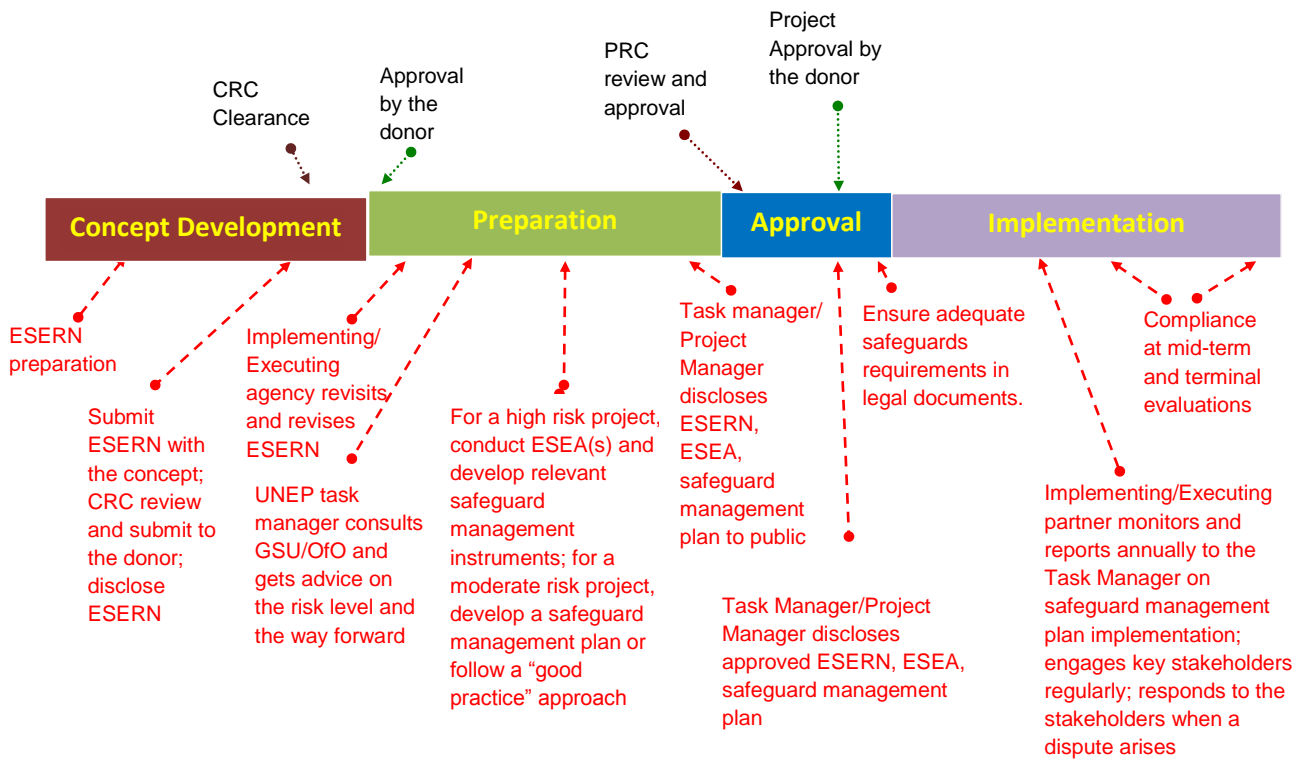 CRC
Clearance
Approval
by the
donor
PRC
review and
approval
Project
Approval by
the donor
Concept Development
Preparation
Approval
Implementation
ESERN
preparation
Submit
ESERN with
the concept;
CRC review
and submit to
the donor;
disclose
ESERN
Implementing/
Executing
agency revisits
and revises
ESERN
UNEP task
manager consults
GSU/OfO and
gets advice on
the risk level and
the way forward
For a high risk project,
conduct ESEA(s) and
develop relevant
safeguard
management
instruments; for a
moderate risk project,
develop a safeguard
management plan or
follow a “good
practice” approach
Task manager/
Project
Manager
discloses
ESERN,
ESEA,
safeguard
management
plan to public
Task Manager/Project
Manager discloses
approved ESERN, ESEA,
safeguard management
plan
Ensure adequate
safeguards
requirements in
legal documents.
Implementing/Executing
partner monitors and
reports annually to the
Task Manager on
safeguard management
plan implementation;
engages key stakeholders
regularly; responds to the
stakeholders when a
dispute arises
Compliance
at mid-term
and terminal
evaluations